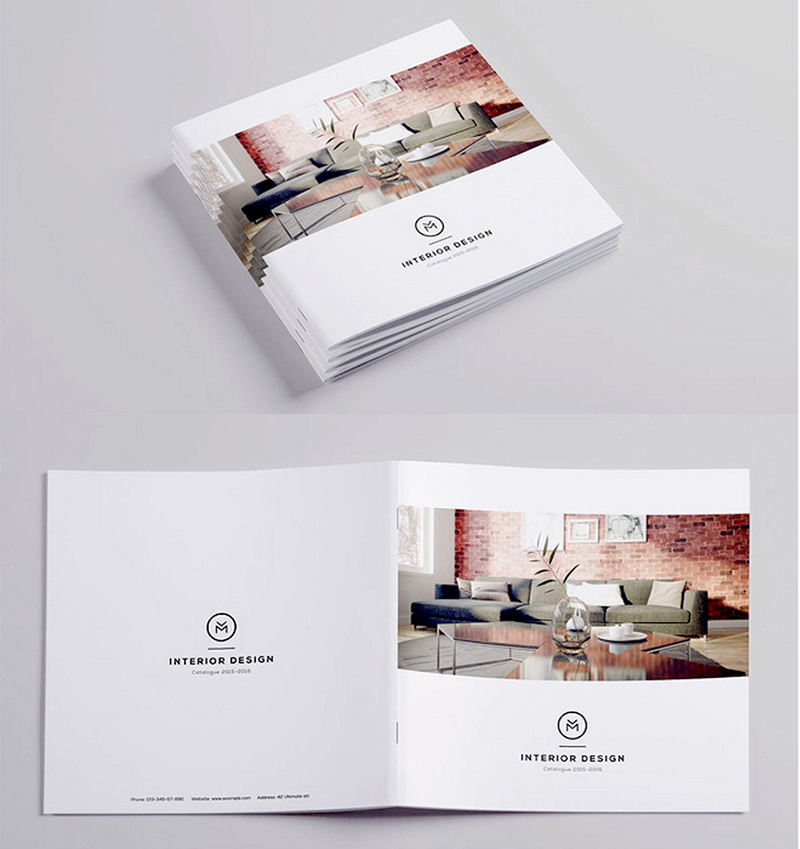 INTERIOR DESIGN
Catalogue 2015-2016
INTERIOR DESIGN
Catalogue 2015-2016
Phone: 123-345-67-890 Website: www.example.com Address: 42 Ultimate str
INTERIOR DESIGN
Catalogue 2015-2016